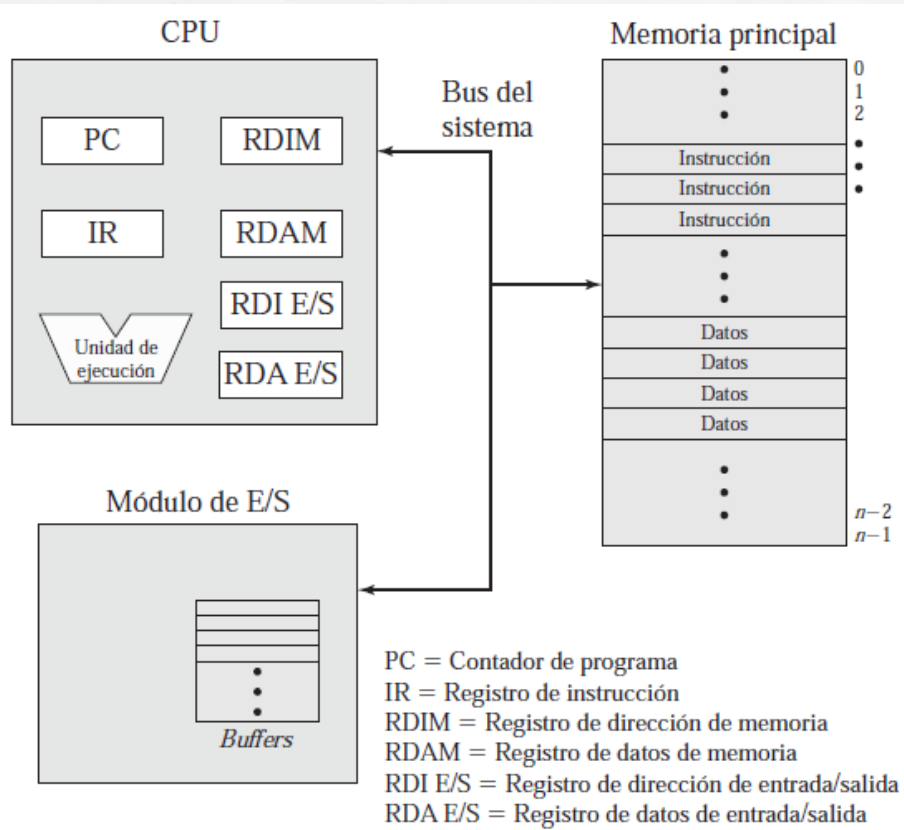 CPU
PC
RDIM
IR
RDAM
RDI E/S
Unidad de
ejecución
RDA E/S
Bus del
sistema
Memoria principal
0
1
2
Instrucción
Instrucción
Instrucción
Datos
Datos
Datos
Datos
n−2
n−1
Módulo de E/S
Buffers
PC = Contador de programa
IR = Registro de instrucción
RDIM = Registro de dirección de memoria
RDAM = Registro de datos de memoria
RDI E/S = Registro de dirección de entrada/salida
RDA E/S = Registro de datos de entrada/salida